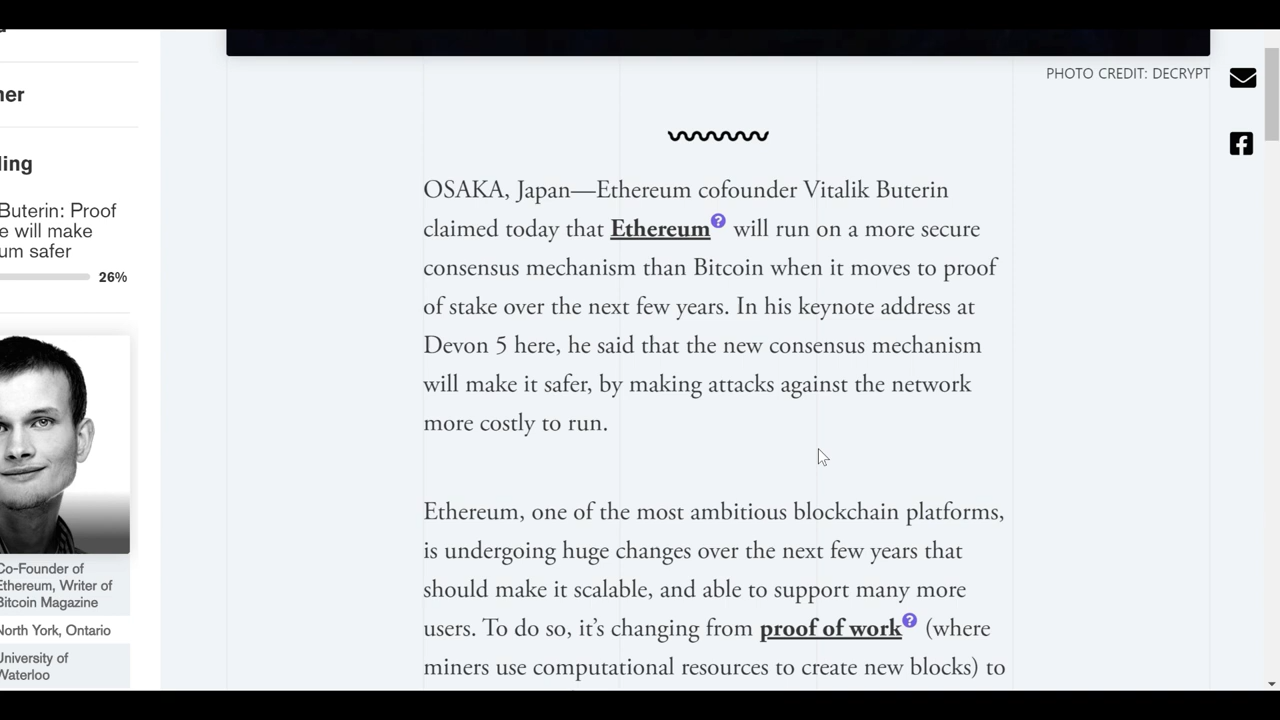 ner
ling
Buterin: Proof
e will make
um safer
26%
Co-Founder of
Ethereum, Writer of
Bitcoin Magazine
North York, Ontario
University of
Waterloo
PHOTO CREDIT: DECRYPT
OSAKA, Japan—Ethereum cofounder Vitalik Buterin
claimed today that Ethereum? will run on a more secure
consensus mechanism than Bitcoin when it moves to proof
of stake over the next few years. In his keynote address at
Devon 5 here, he said that the new consensus mechanism
will make it safer, by making attacks against the network
more costly to run.
Ethereum, one of the most ambitious blockchain platforms,
is undergoing huge changes over the next few years that
should make it scalable, and able to support many more
users. To do so, it’s changing from proof of work? (where
miners use computational resources to create new blocks) to